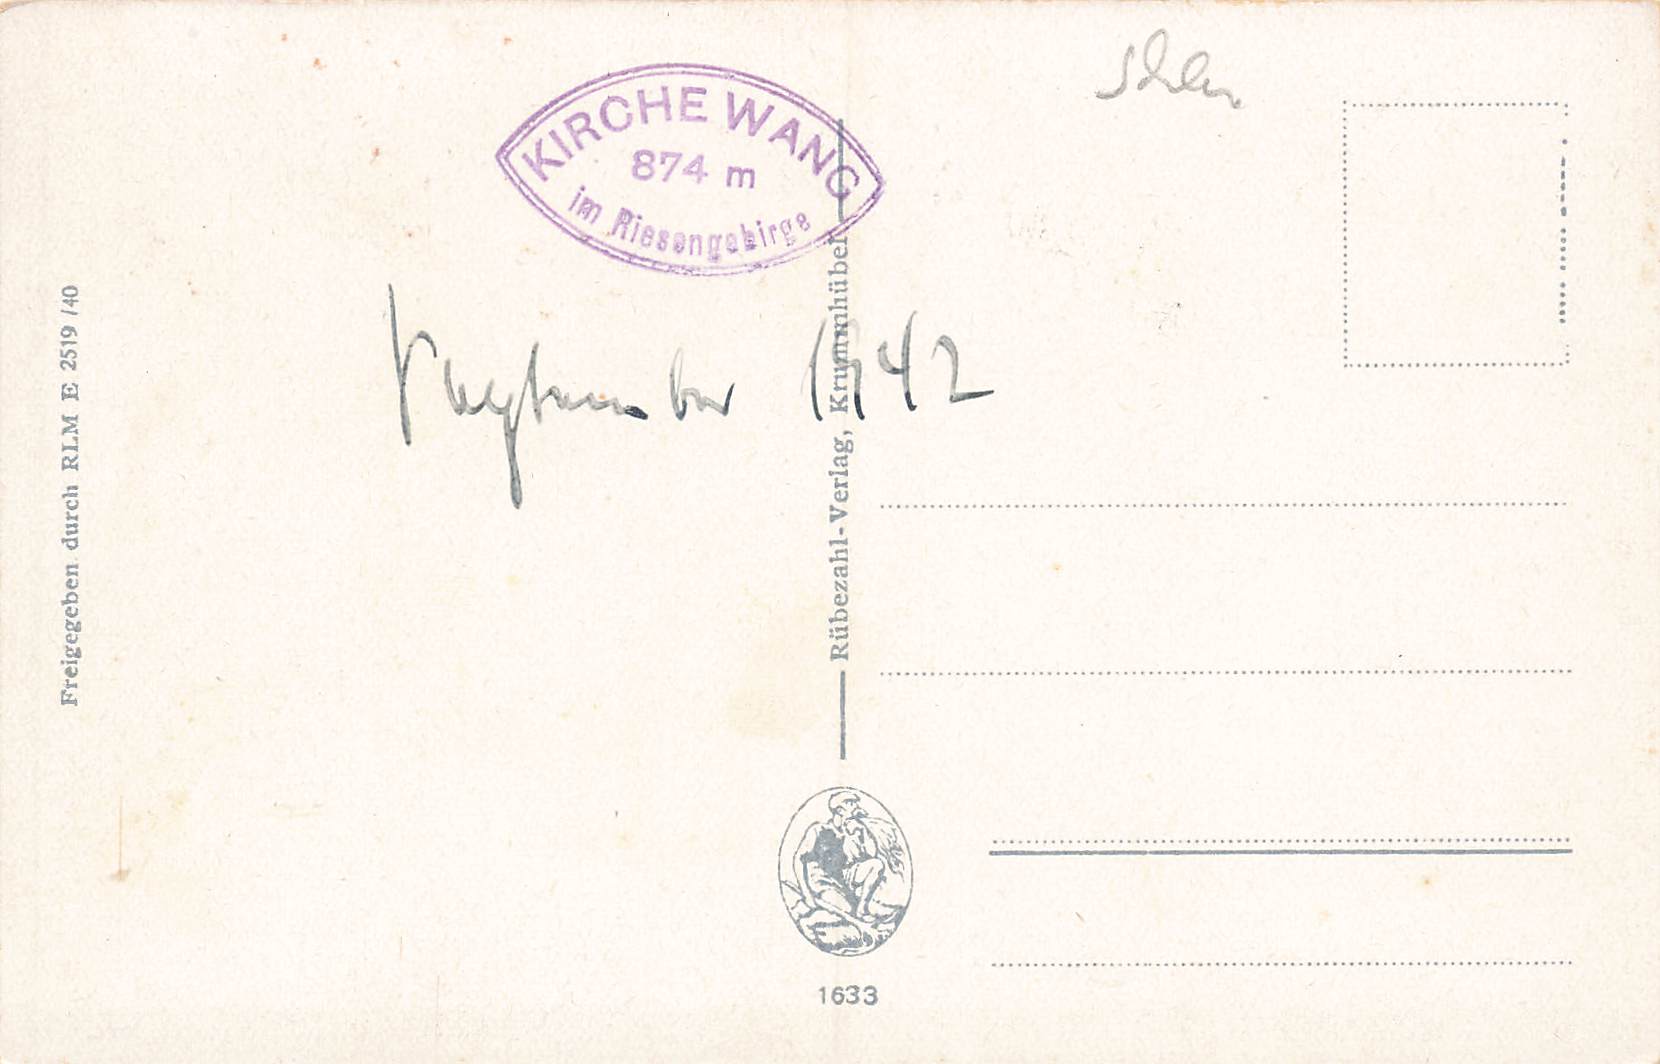 KIRCHE WANG
874 m
im Riesengebirge
September 1942
Freigegeben durch RLM E 2519/40
Rübezahl-Verlag, Krummhübel
1633